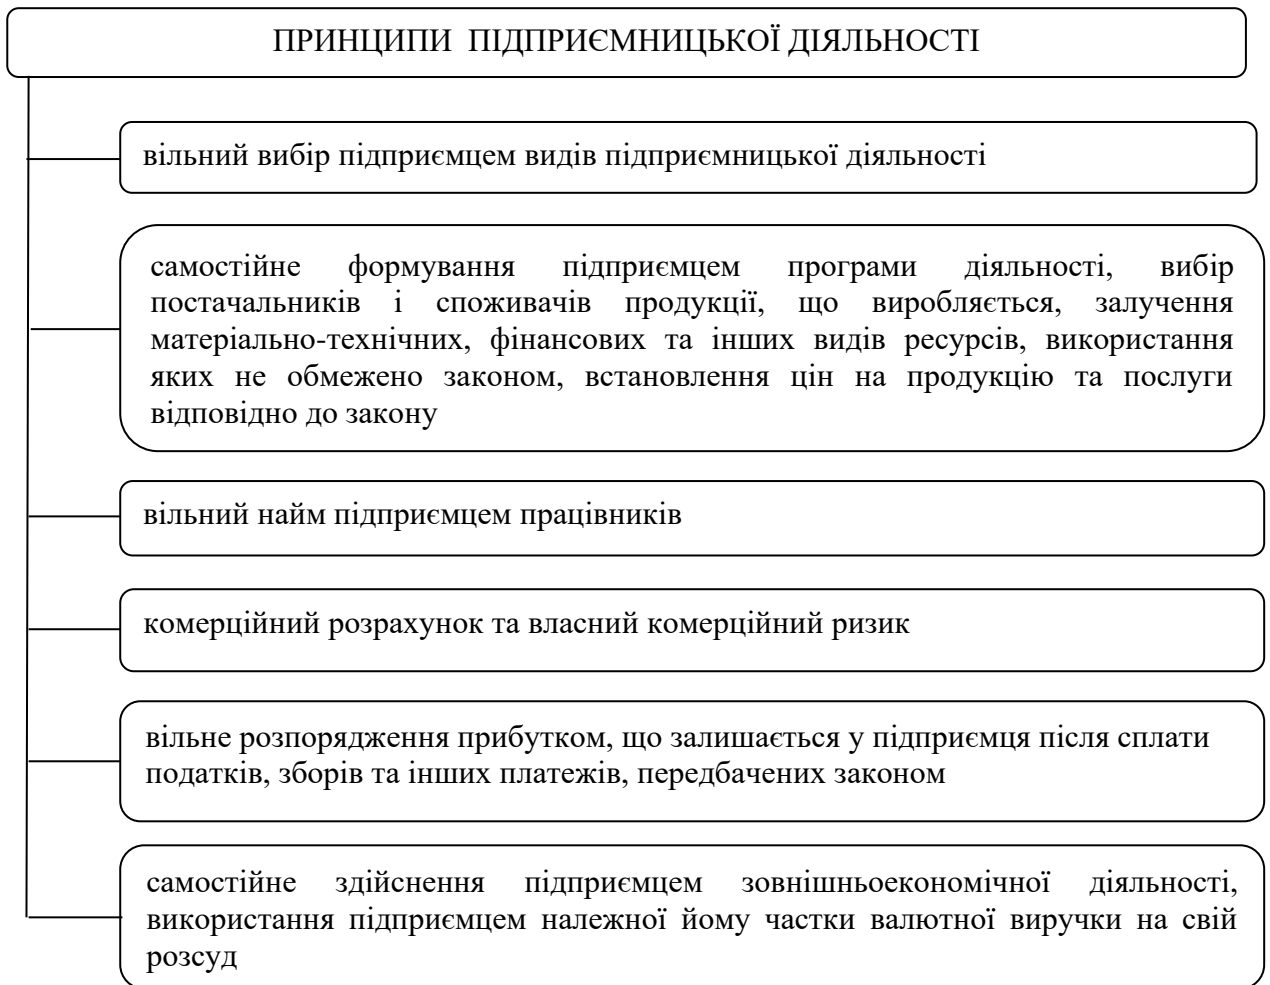 ПРИНЦИПИ ПІДПРИЄМНИЦЬКОЇ ДІЯЛЬНОСТІ
вільний вибір підприємцем видів підприємницької діяльності
самостійне формування підприємцем програми діяльності, вибір
постачальників і споживачів продукції, що виробляється, залучення
матеріально-технічних, фінансових та інших видів ресурсів, використання
яких не обмежено законом, встановлення цін на продукцію та послуги
відповідно до закону
вільний найм підприємцем працівників
комерційний розрахунок та власний комерційний ризик
вільне розпорядження прибутком, що залишається у підприємця після сплати
податків, зборів та інших платежів, передбачених законом
самостійне здійснення підприємцем зовнішньоекономічної діяльності,
використання підприємцем належної йому частки валютної виручки на свій
розсуд